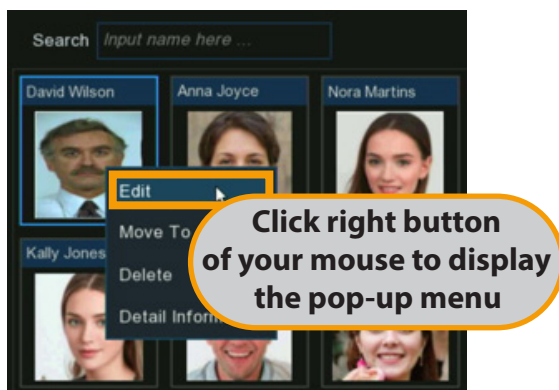 Search Input name here ...
David Wilson Anna Joyce Nora Martins
Edit
Move To
Kally Jones
Delete
Detail Inform
Click right button
of your mouse to display
the pop-up menu